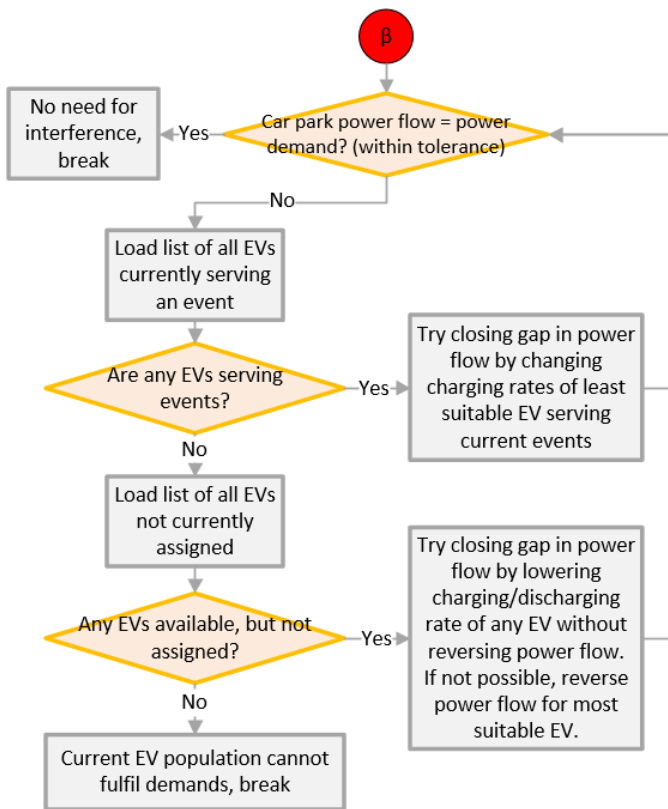 β
Car park power flow = power
demand? (within tolerance)
Yes
No need for
interference,
break
No
Load list of all EVs
currently serving
an event
Are any EVs serving
events?
Yes
Try closing gap in power
flow by changing
charging rates of least
suitable EV serving
current events
No
Load list of all EVs
not currently
assigned
Any EVs available, but not
assigned?
Yes
Try closing gap in power
flow by lowering
charging/discharging
rate of any EV without
reversing power flow.
If not possible, reverse
power flow for most
suitable EV.
No
Current EV population cannot
fulfil demands, break